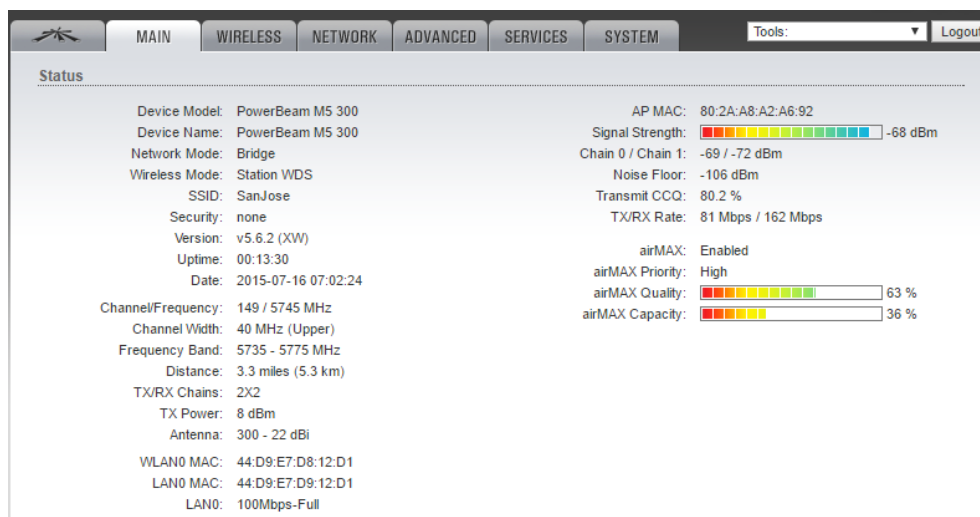 MAIN WIRELESS NETWORK ADVANCED SERVICES SYSTEM Tools: Logout
Status
Device Model: PowerBeam M5 300
Device Name: PowerBeam M5 300
Network Mode: Bridge
Wireless Mode: Station WDS
SSID: SanJose
Security: none
Version: v5.6.2 (XW)
Uptime: 00:13:30
Date: 2015-07-16 07:02:24
Channel/Frequency: 149 / 5745 MHz
Channel Width: 40 MHz (Upper)
Frequency Band: 5735 - 5775 MHz
Distance: 3.3 miles (5.3 km)
TX/RX Chains: 2X2
TX Power: 8 dBm
Antenna: 300 - 22 dBi
WLAN0 MAC: 44:D9:E7:D8:12:D1
LAN0 MAC: 44:D9:E7:D9:12:D1
LAN0: 100Mbps-Full
AP MAC: 80:2A:A8:A2:A6:92
Signal Strength: -68 dBm
Chain 0 / Chain 1: -69 / -72 dBm
Noise Floor: -106 dBm
Transmit CCQ: 80.2 %
TX/RX Rate: 81 Mbps / 162 Mbps
airMAX: Enabled
airMAX Priority: High
airMAX Quality: 63 %
airMAX Capacity: 36 %